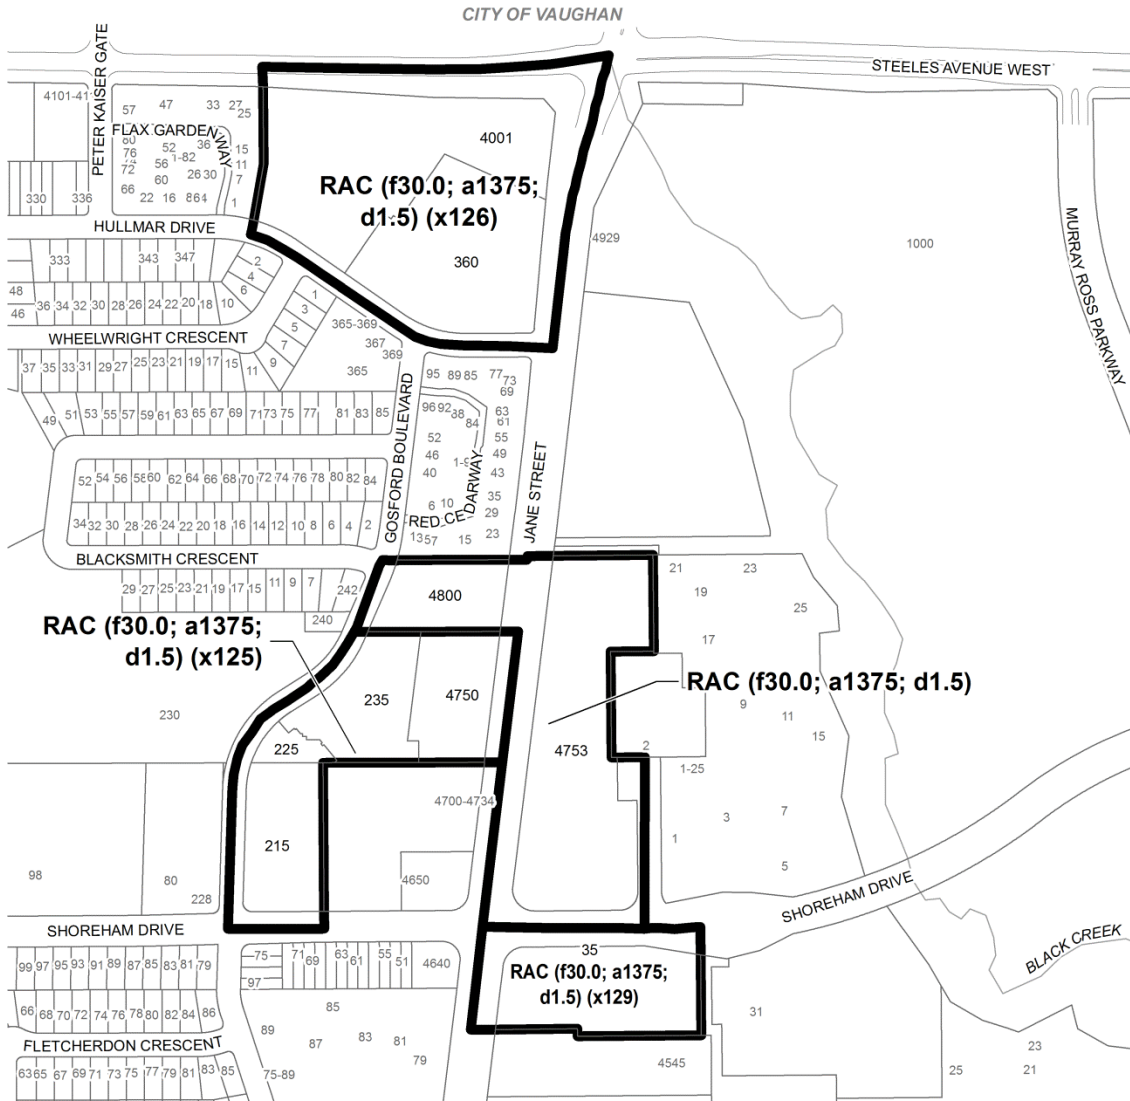 CITY OF VAUGHAN
STEELES AVENUE WEST
PETER KAISER GATE
4101-41
57 47 33 27 25
FLAX GARDENWAY
4001
80 52 36 15
76 56 1-82 11
72 60 26 30 7
66 22 16 8 64 1
330 336
RAC (f30.0; a1375;
d1.5) (x126)
HULLMAR DRIVE
4929 1000
MURRAY ROSS PARKWAY
333 343 347
2
4
6
360
48
46
36 34 32 30 28 26 24 22 20 18 10
1
3
5
7
9
365-369
367
369
365
WHEELWRIGHT CRESCENT
37 35 33 31 29 27 25 23 21 19 17 15 11
49 51 53 55 57 59 61 63 65 67 69 71 73 75 77 81 83 85
GOSFORD BOULEVARD
95 89 85 77 73
69
96 92 38 84 63
61
52 55
46 1-9 49
40 43
35
6 10 29
RED CEDARWAY
13 57 15 23
JANE STREET
52 54 56 58 60 62 64 66 68 70 72 74 76 78 80 82 84
34 32 30 28 26 24 22 20 18 16 14 12 10 8 6 4 2
BLACKSMITH CRESCENT
29 27 25 23 21 19 17 15 11 9 7 242
240
4800
21 23
19
25
17
RAC (f30.0; a1375;
d1.5) (x125)
RAC (f30.0; a1375; d1.5)
235 4750
230
225
4753
9
11
15
2
1-25
4700-4734
3 7
1
5
215
98 80 228
4650
SHOREHAM DRIVE
SHOREHAM DRIVE
BLACK CREEK
99 97 95 93 91 89 87 85 83 81 79
75
97
71 69 63 61 55 51 4640
35
RAC (f30.0; a1375;
d1.5) (x129)
66 68 70 72 74 76 78 80 82 84 86
85
89 87 83 81
79
75-89
31
FLETCHERDON CRESCENT
63 65 67 69 71 73 75 77 79 81 83 85
4545
23
25 21